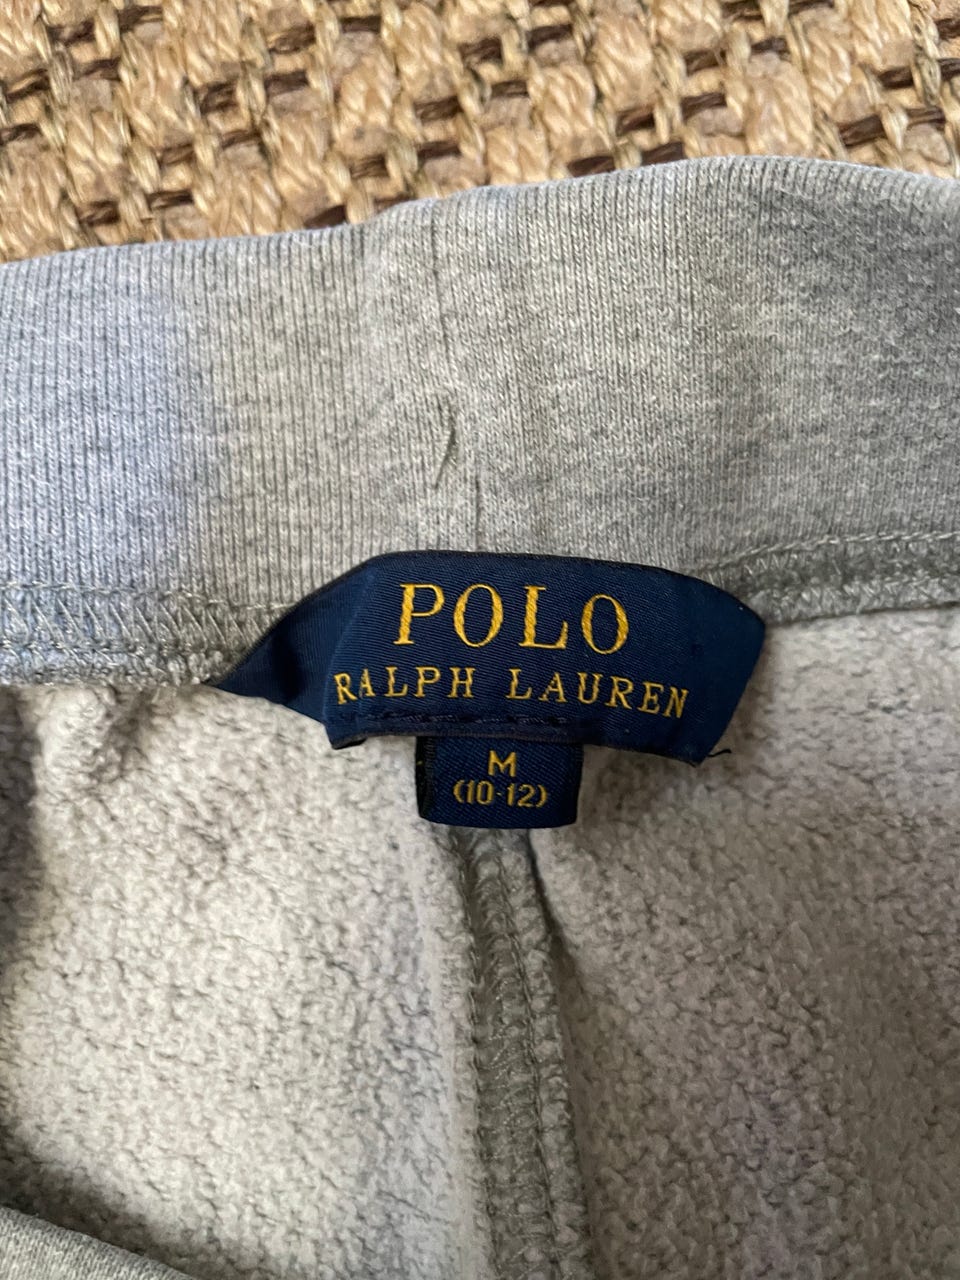 POLO
RALPH LAUREN
M
(10-12)